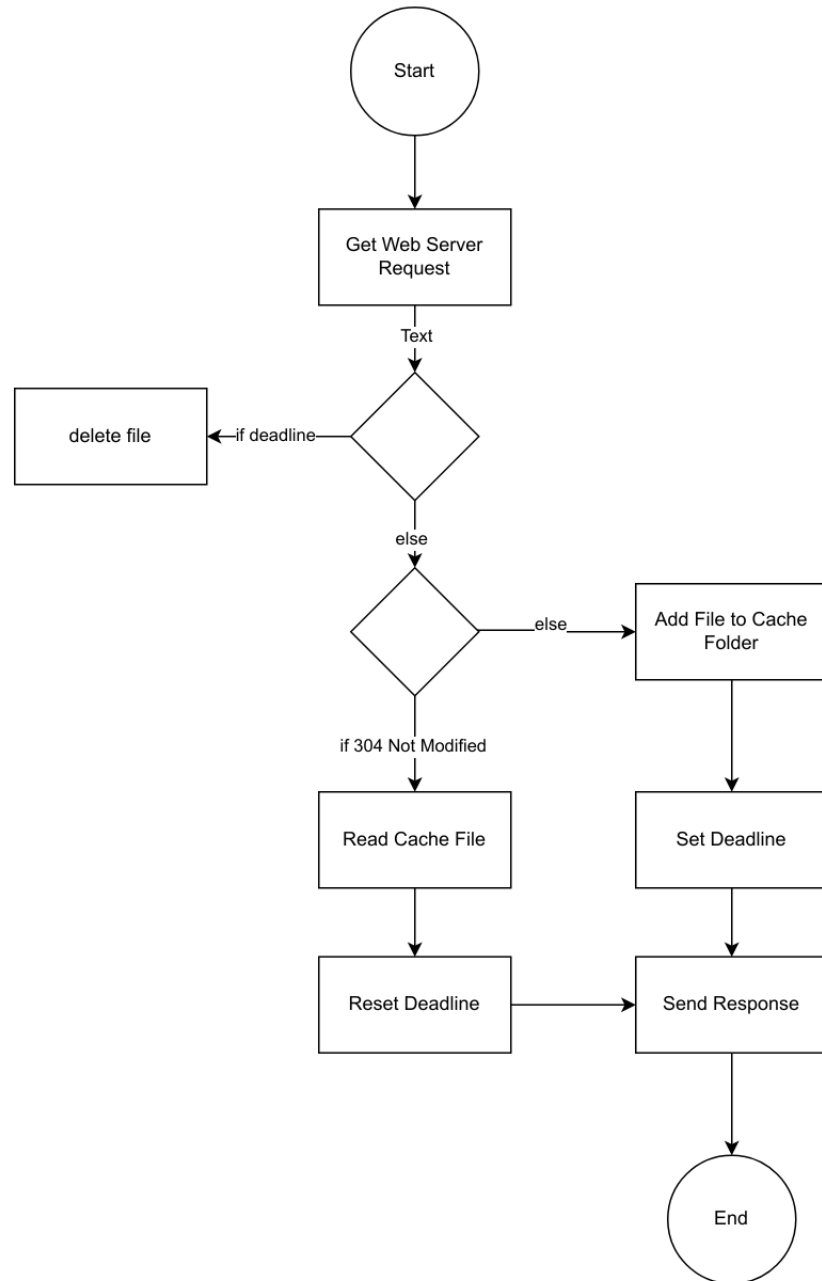 Start
Get Web Server
Request
Text
delete file
if deadline
else
else
Add File to Cache
Folder
if 304 Not Modified
Read Cache File
Set Deadline
Reset Deadline
Send Response
End